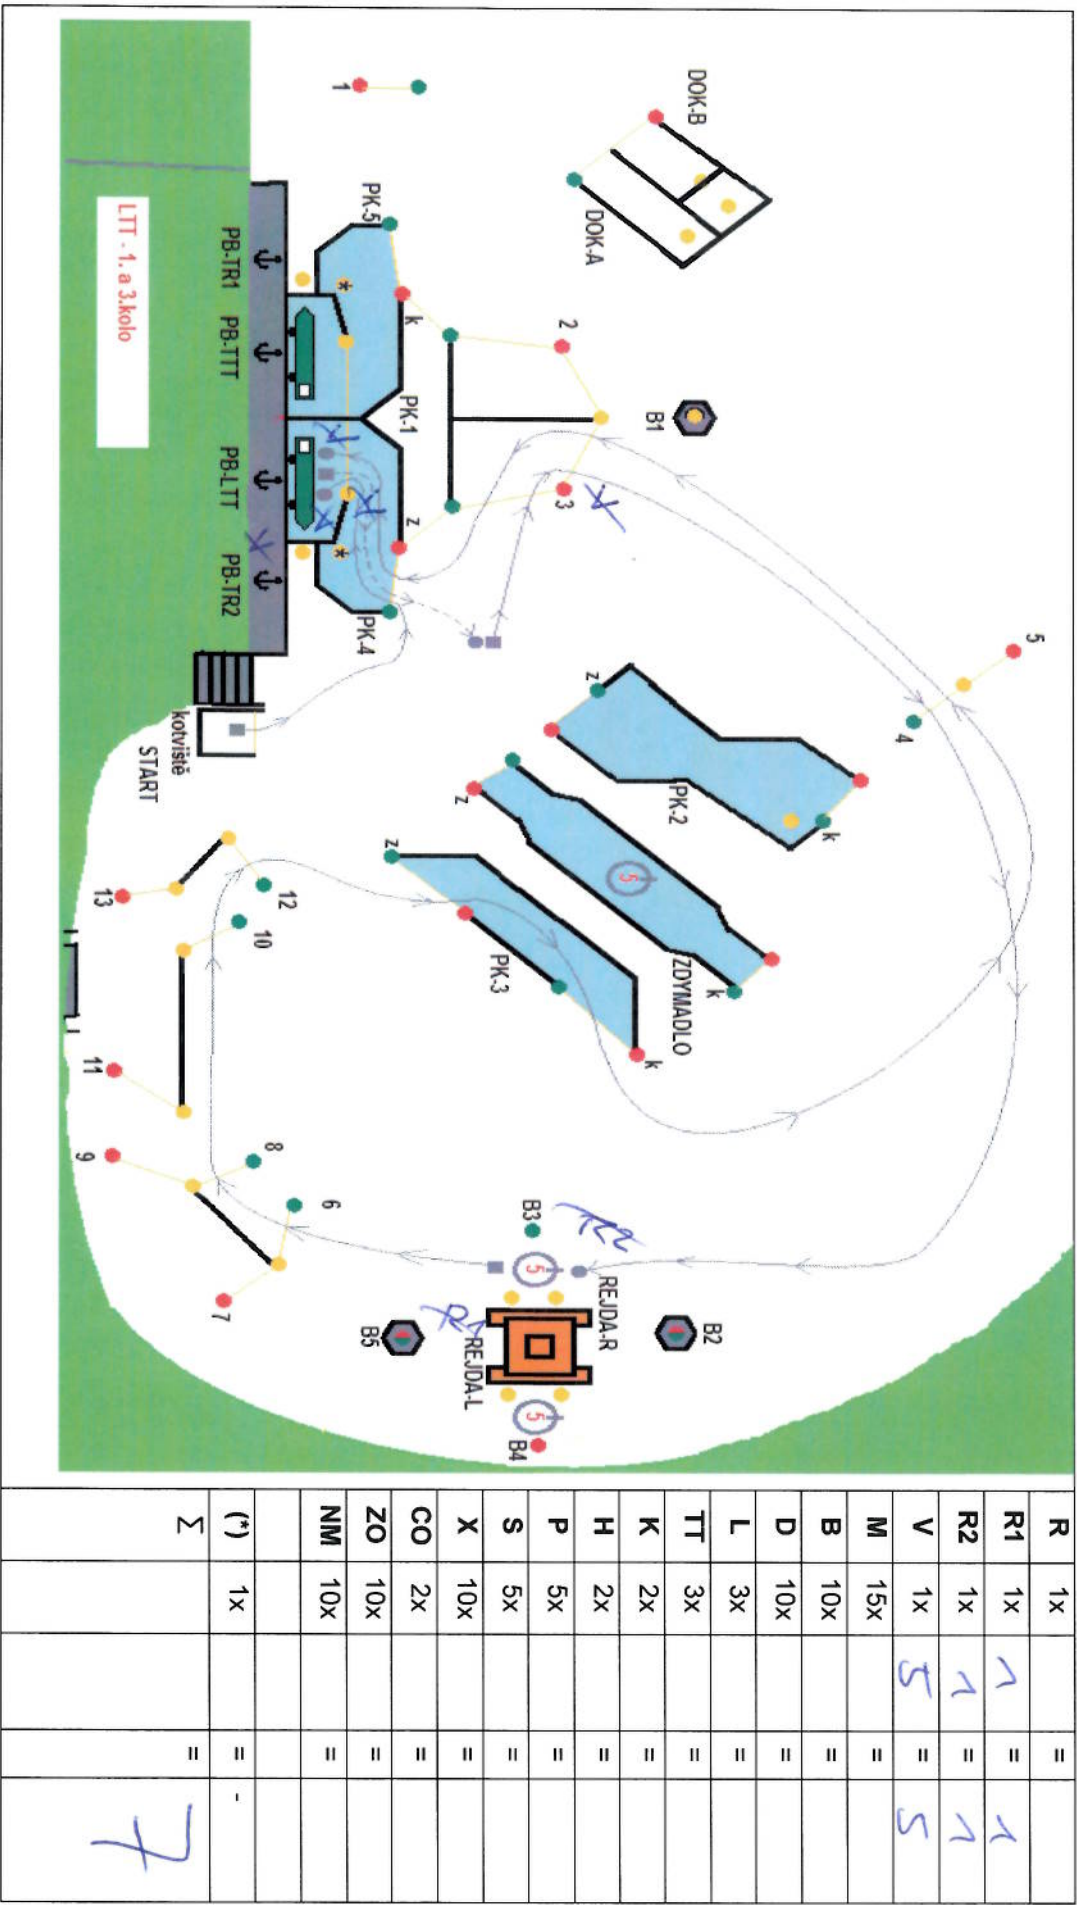 DOK-B
DOK-A
1
PK-5
k
PK-1
2
B1
3
z
PK-4
*
*
PB-TR1
PB-TTT
PB-LTT
PB-TR2
LTT - 1. a 3.kolo
kotviště
START
5
4
z
PK-2
k
z
5
ZDYMADLO
k
z
PK-3
k
12
13
10
11
8
9
6
7
B3
5
REJDA-R
B2
B5
REJDA-L
5
B4
R 1x =
R1 1x 1 = 1
R2 1x 1 = 1
V 1x 5 = 5
M 15x =
B 10x =
D 10x =
L 3x =
TT 3x =
K 2x =
H 2x =
P 5x =
S 5x =
X 10x =
CO 2x =
ZO 10x =
NM 10x =
(*) 1x = -
Σ = 7